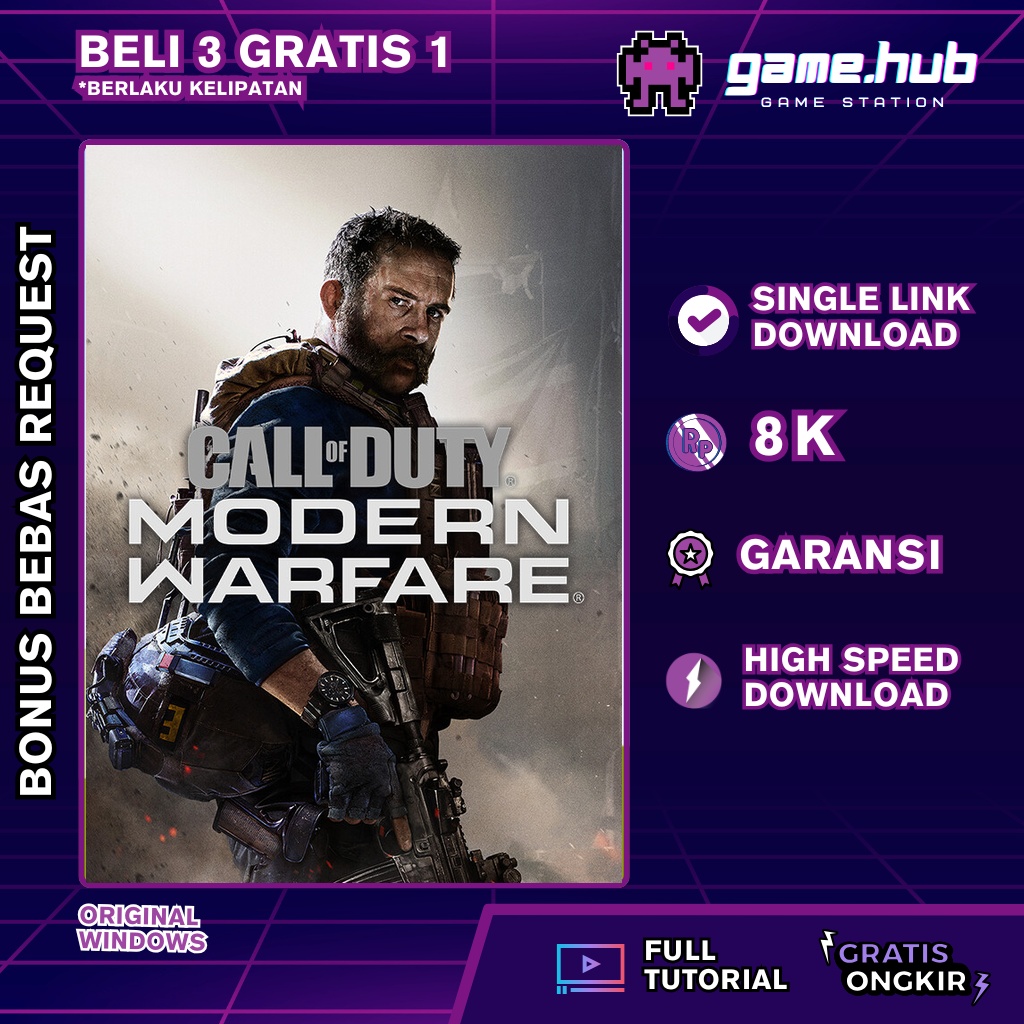 BELI 3 GRATIS 1
*BERLAKU KELIPATAN
game.hub
GAME STATION
BONUS BEBAS REQUEST
CALL OF DUTY®
MODERN
WARFARE®
3
SINGLE LINK
DOWNLOAD
Rp
8K
GARANSI
HIGH SPEED
DOWNLOAD
ORIGINAL
WINDOWS
FULL
TUTORIAL
GRATIS
ONGKIR